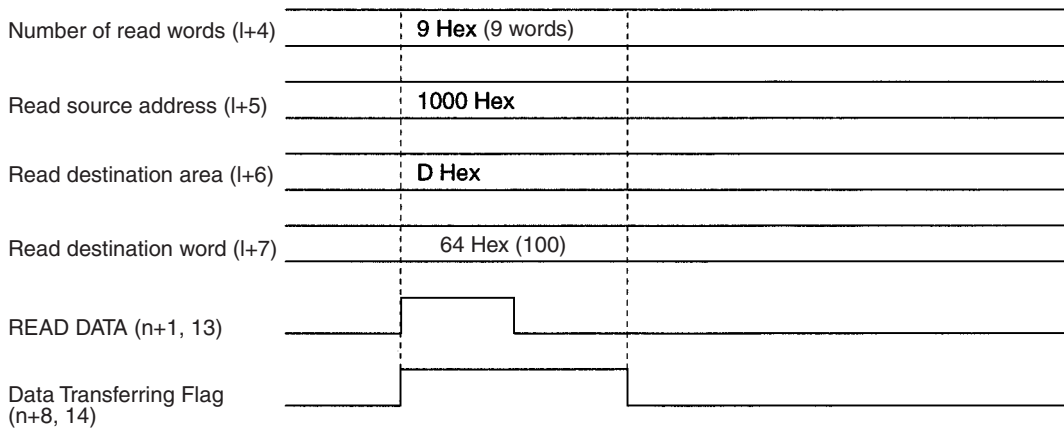 Number of read words (l+4)
9 Hex (9 words)
Read source address (l+5)
1000 Hex
Read destination area (l+6)
D Hex
Read destination word (l+7)
64 Hex (100)
READ DATA (n+1, 13)
Data Transferring Flag
(n+8, 14)